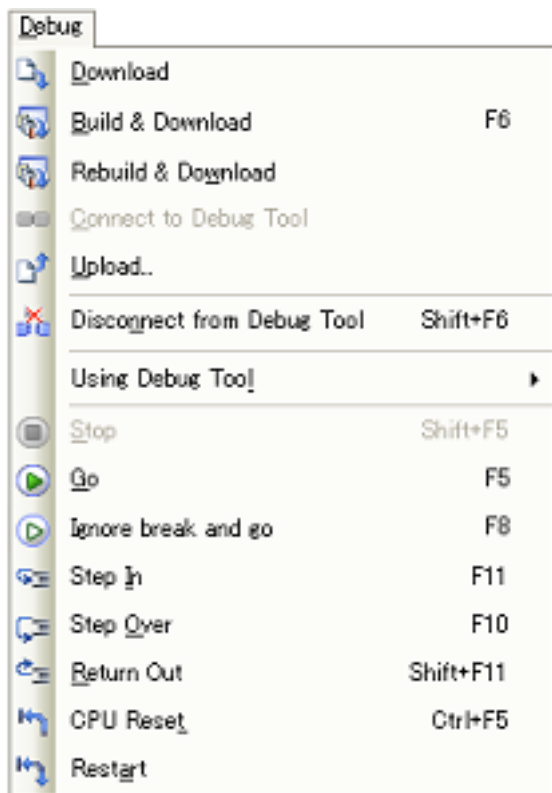 Debug
Download
Build & Download F6
Rebuild & Download
Connect to Debug Tool
Upload..
Disconnect from Debug Tool Shift+F6
Using Debug Tool
Stop Shift+F5
Go F5
Ignore break and go F8
Step In F11
Step Over F10
Return Out Shift+F11
CPU Reset Ctrl+F5
Restart